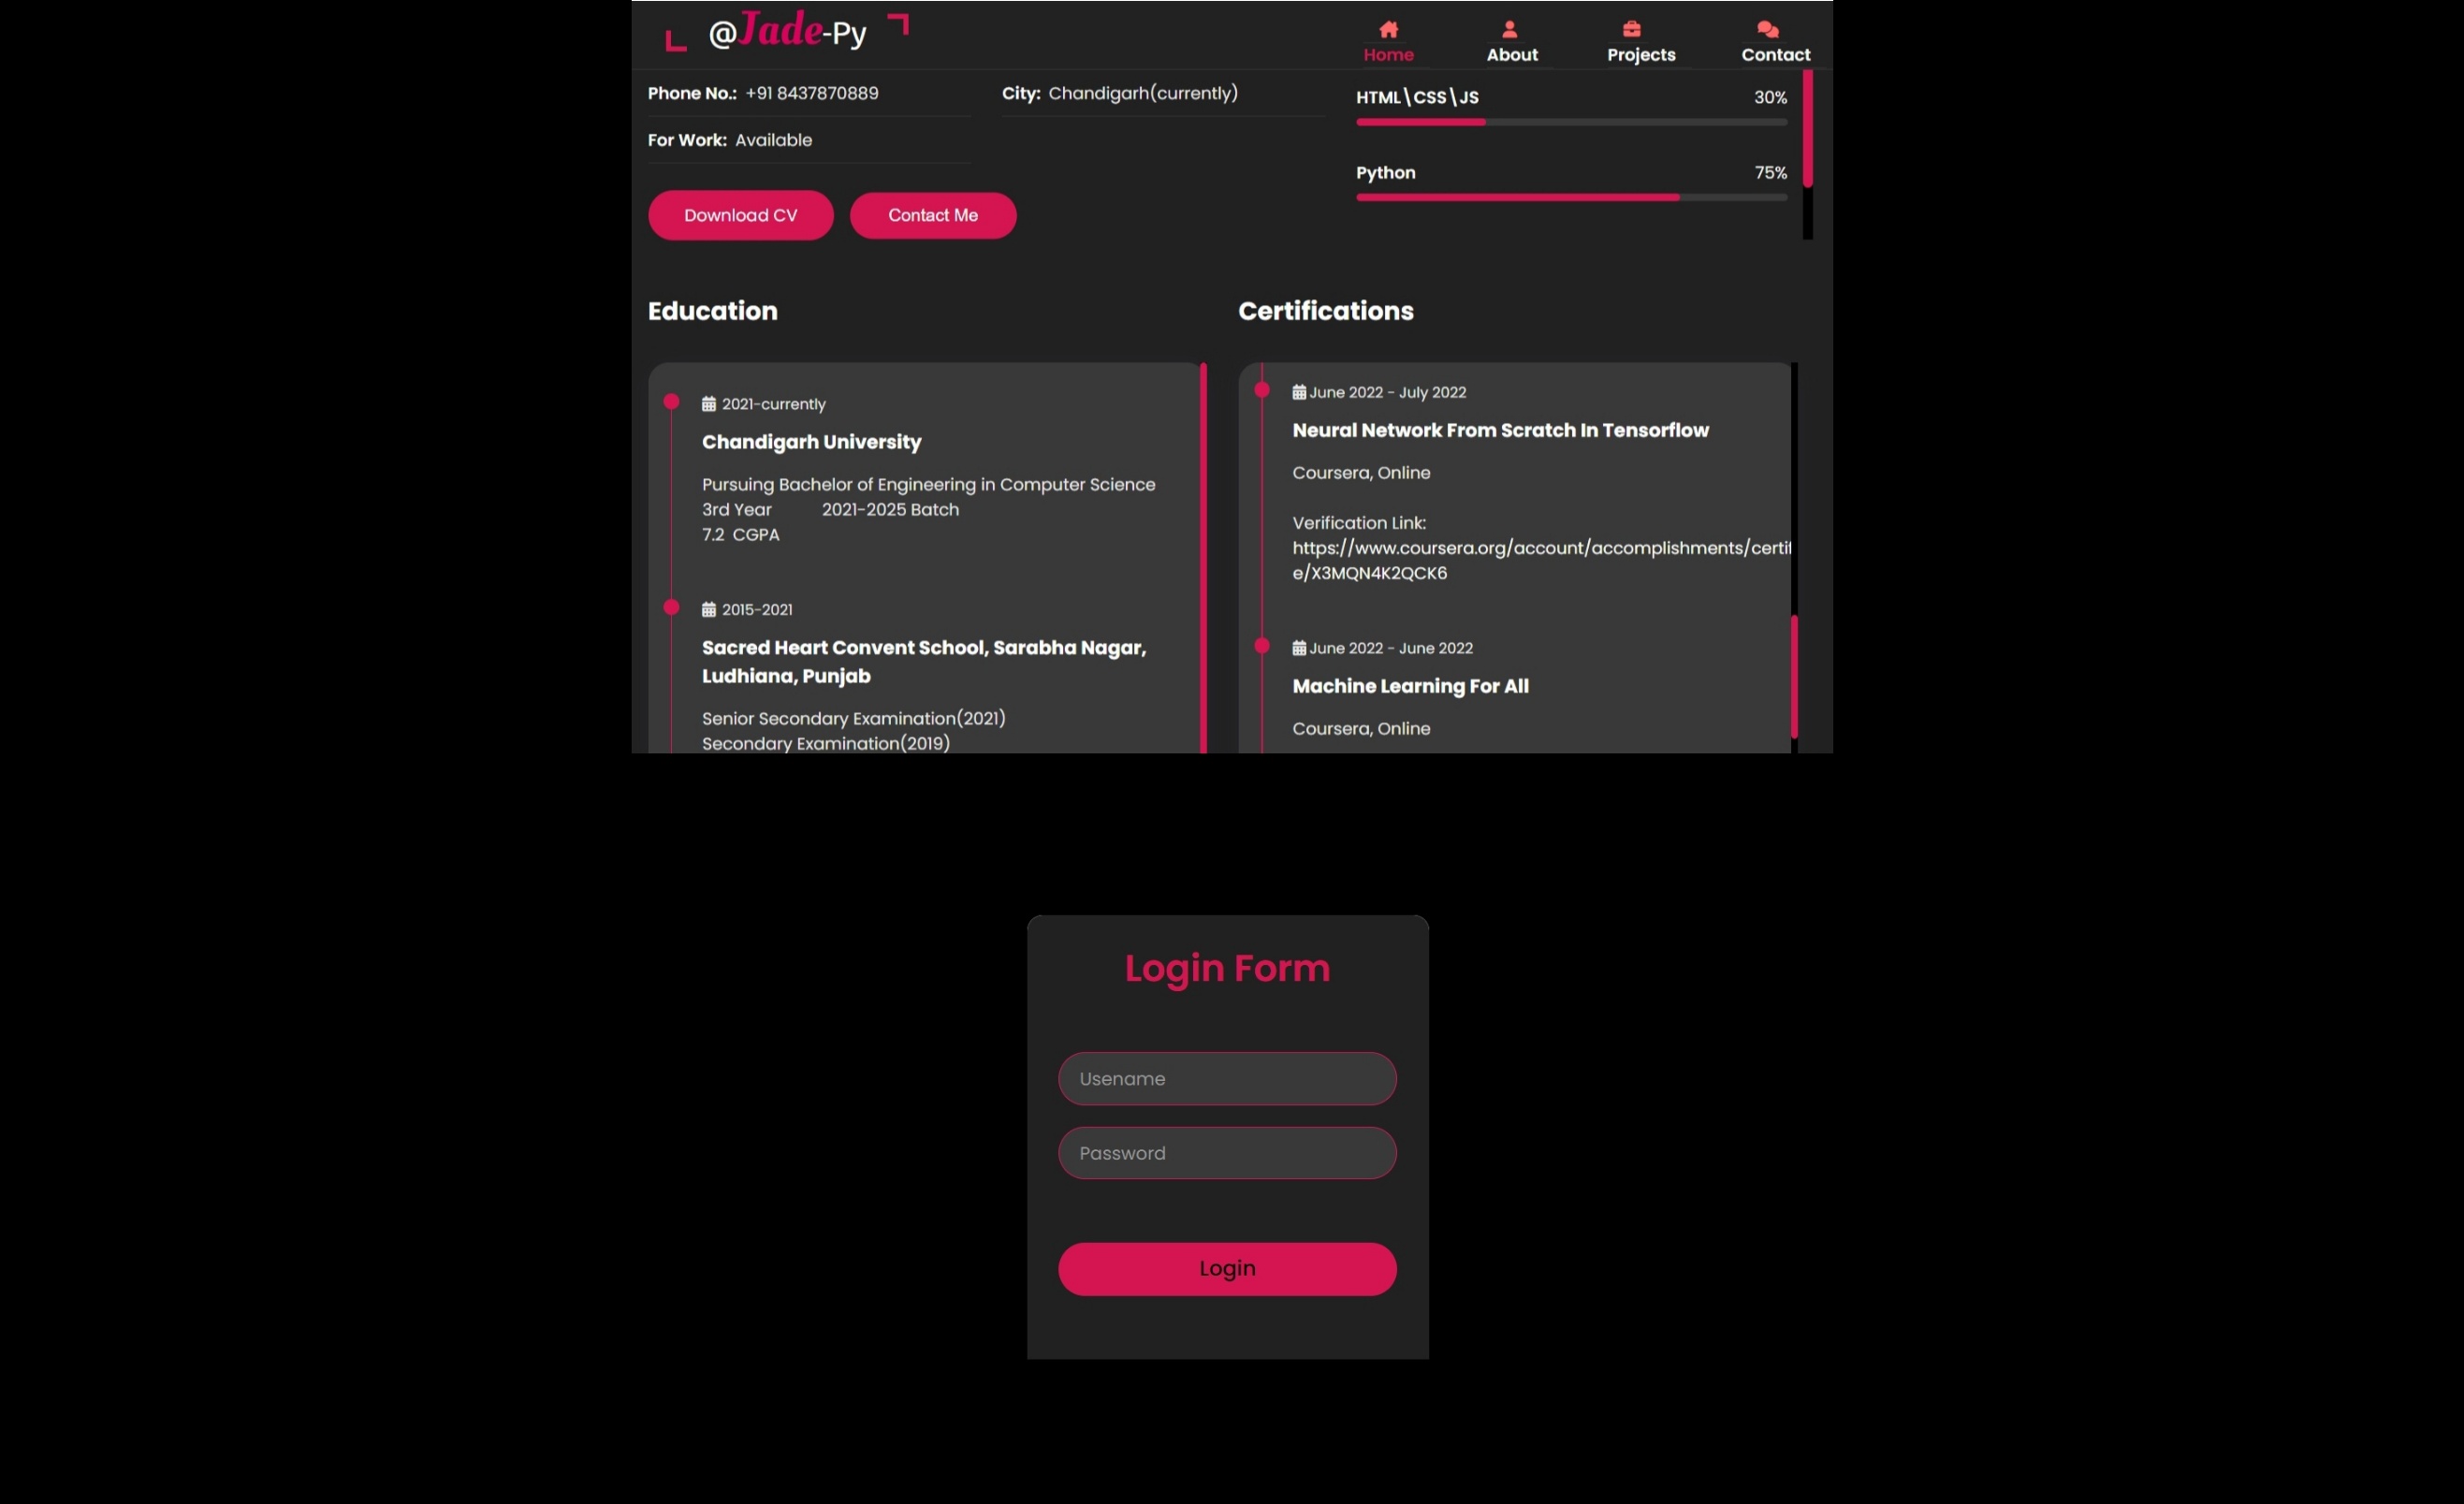 @Jade-Py
Home
About
Projects
Contact
Phone No.: +91 8437870889
City: Chandigarh(currently)
For Work: Available
Download CV
Contact Me
HTML\CSS\JS 30%
Python 75%
Education
2021-currently
Chandigarh University
Pursuing Bachelor of Engineering in Computer Science
3rd Year 2021-2025 Batch
7.2 CGPA
2015-2021
Sacred Heart Convent School, Sarabha Nagar,
Ludhiana, Punjab
Senior Secondary Examination(2021)
Secondary Examination(2019)
Certifications
June 2022 - July 2022
Neural Network From Scratch In Tensorflow
Coursera, Online
Verification Link:
https://www.coursera.org/account/accomplishments/certif
e/X3MQN4K2QCK6
June 2022 - June 2022
Machine Learning For All
Coursera, Online
Login Form
Usename
Password
Login